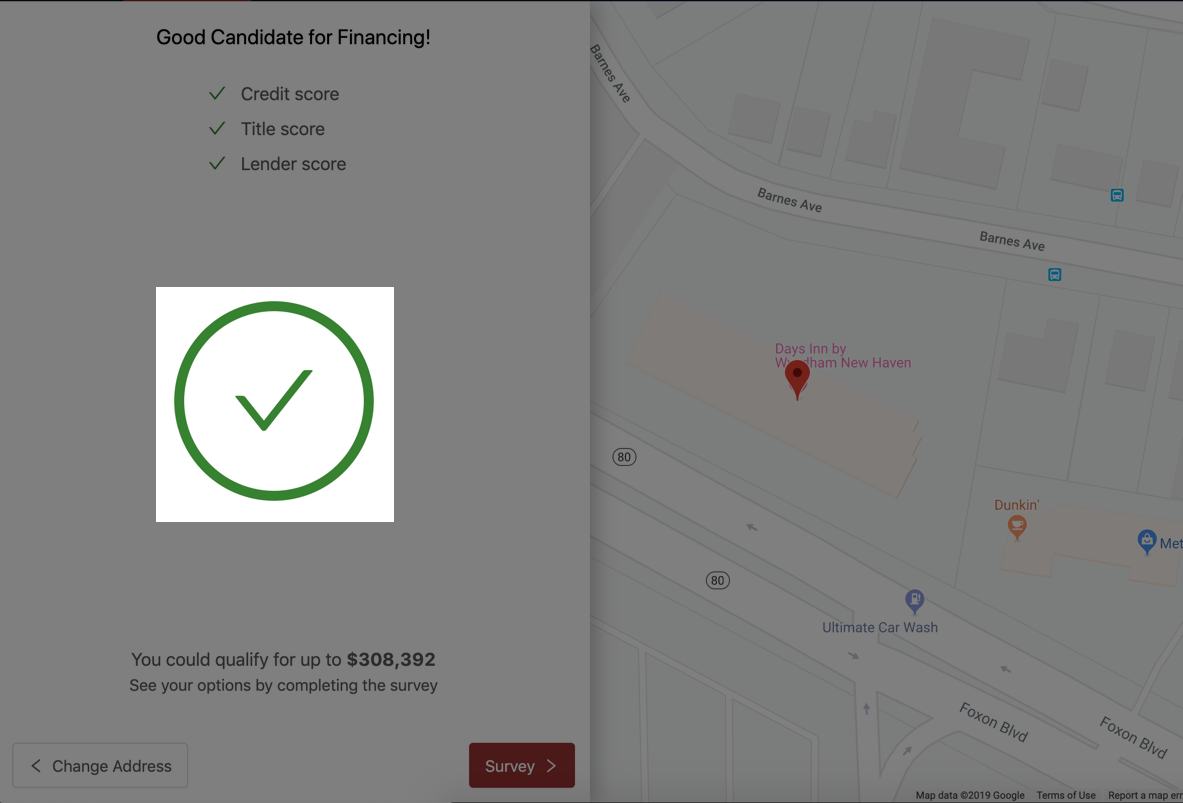 Good Candidate for Financing!
Credit score
Title score
Lender score
You could qualify for up to $308,392
See your options by completing the survey
Change Address
Survey
Barnes Ave
Barnes Ave
Barnes Ave
Days Inn by
Wyndham New Haven
80
Dunkin'
Met
80
Ultimate Car Wash
Foxon Blvd
Foxon Blvd
Map data ©2019 Google
Terms of Use
Report a map err